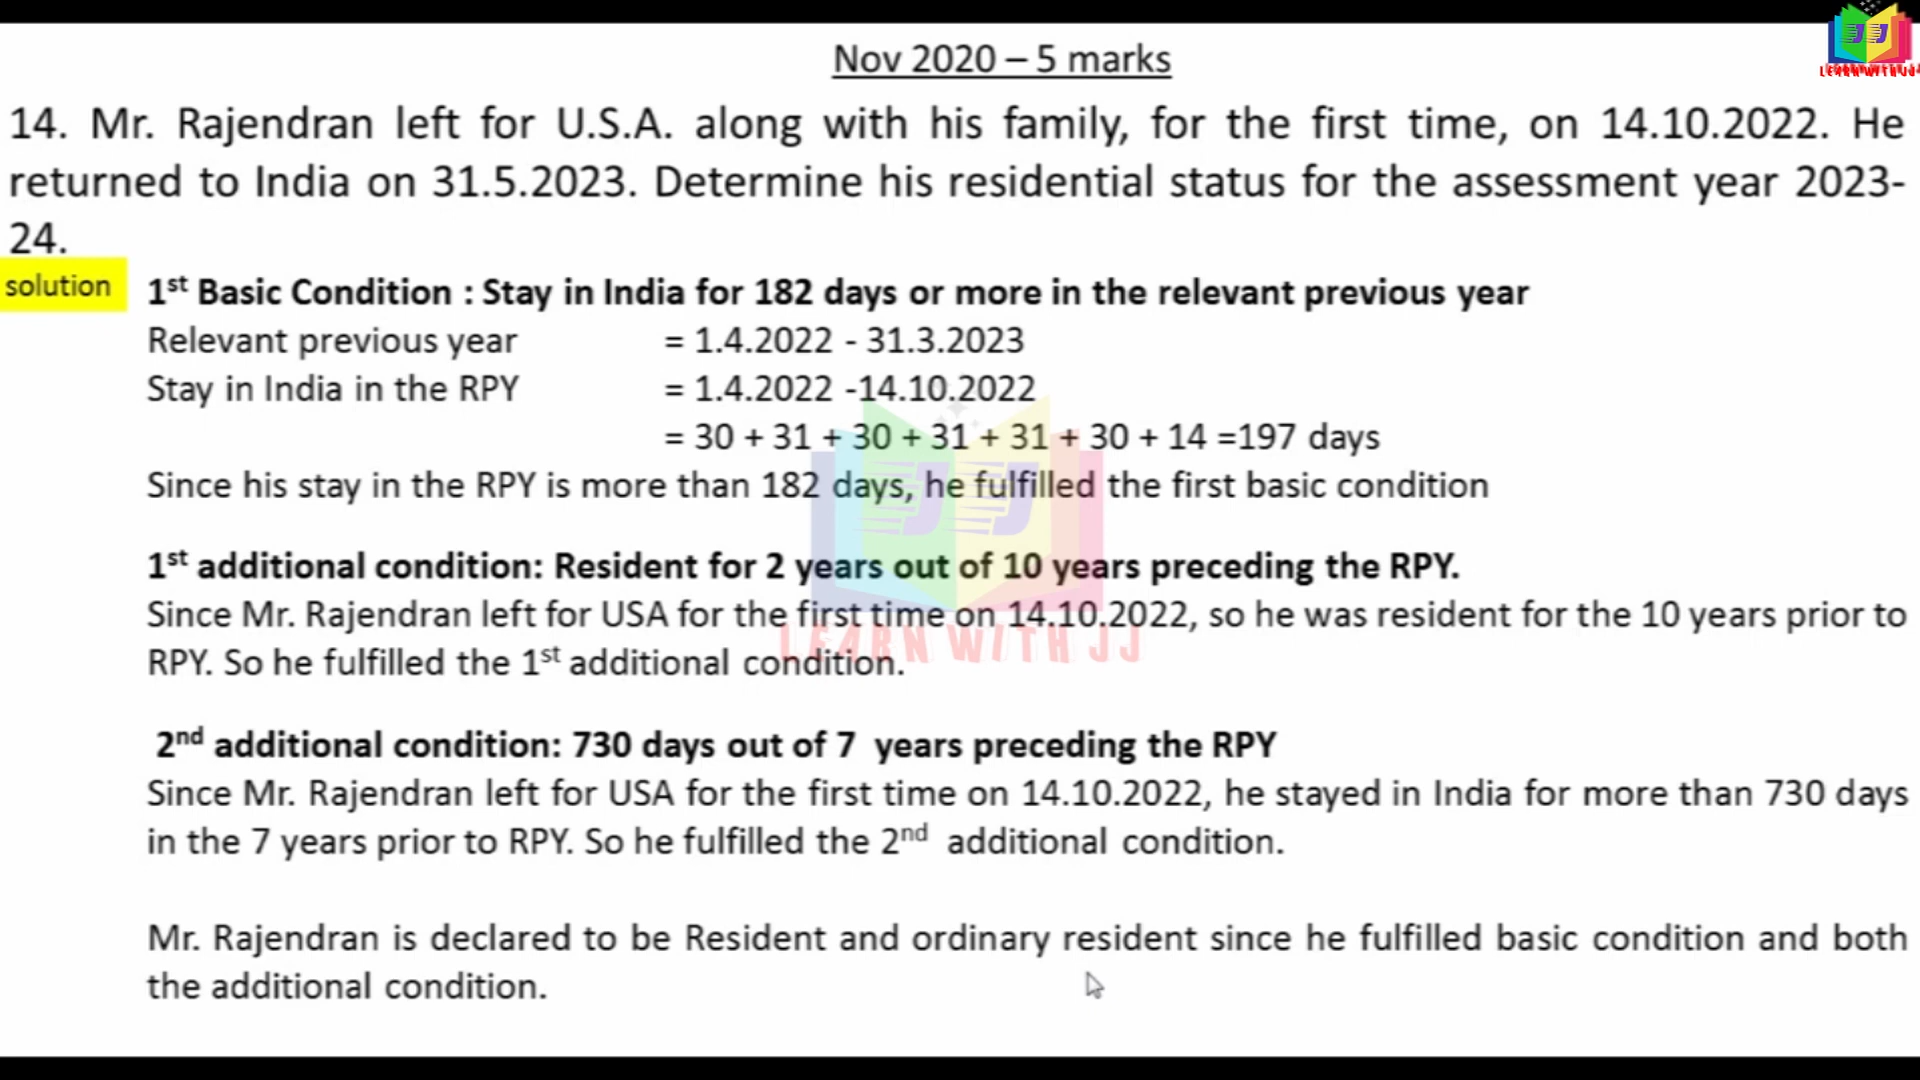 Nov 2020 – 5 marks
LEARN WITH JJ
14. Mr. Rajendran left for U.S.A. along with his family, for the first time, on 14.10.2022. He
returned to India on 31.5.2023. Determine his residential status for the assessment year 2023-
24.
solution
1st Basic Condition : Stay in India for 182 days or more in the relevant previous year
Relevant previous year = 1.4.2022 - 31.3.2023
Stay in India in the RPY = 1.4.2022 -14.10.2022
= 30 + 31 + 30 + 31 + 31 + 30 + 14 =197 days
Since his stay in the RPY is more than 182 days, he fulfilled the first basic condition
JJ
1st additional condition: Resident for 2 years out of 10 years preceding the RPY.
Since Mr. Rajendran left for USA for the first time on 14.10.2022, so he was resident for the 10 years prior to
LEARN WITH JJ
RPY. So he fulfilled the 1st additional condition.
2nd additional condition: 730 days out of 7 years preceding the RPY
Since Mr. Rajendran left for USA for the first time on 14.10.2022, he stayed in India for more than 730 days
in the 7 years prior to RPY. So he fulfilled the 2nd additional condition.
Mr. Rajendran is declared to be Resident and ordinary resident since he fulfilled basic condition and both
the additional condition.